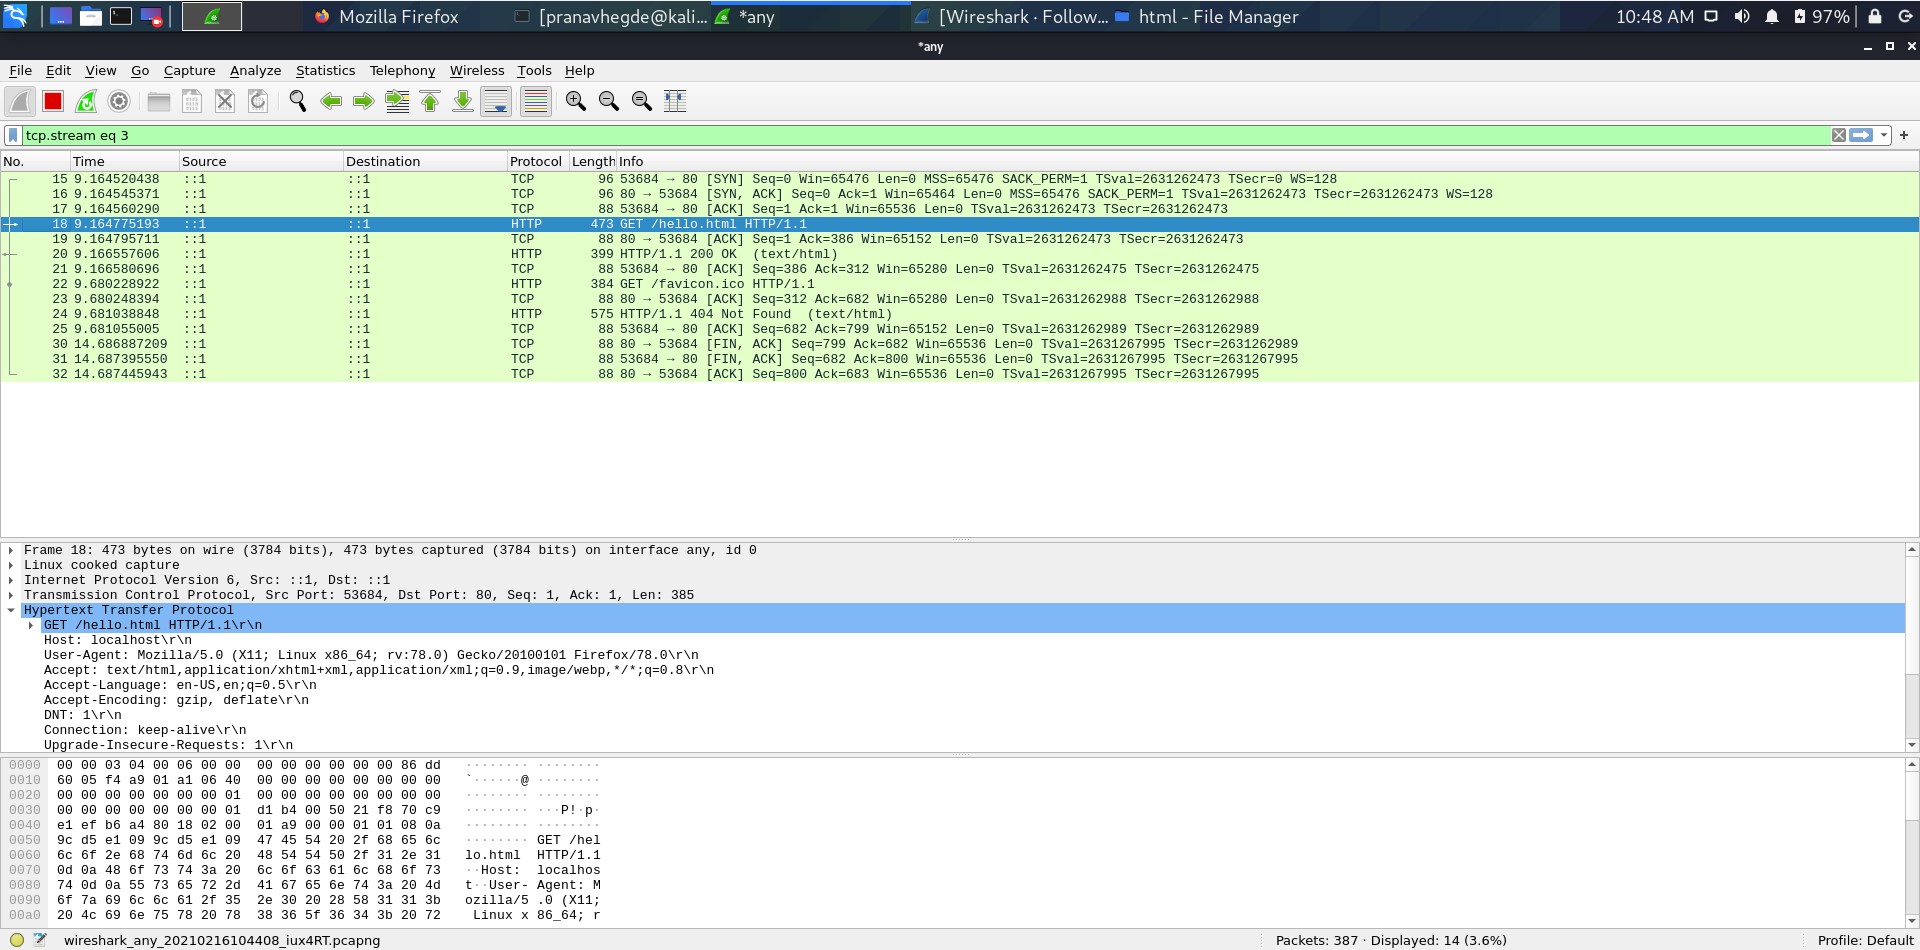 Mozilla Firefox [pranavhegde@kali... *any [Wireshark · Follow... html - File Manager 10:48 AM 97%
*any
File Edit View Go Capture Analyze Statistics Telephony Wireless Tools Help
tcp.stream eq 3
No. Time Source Destination Protocol Length Info
15 9.164520438 ::1 ::1 TCP 96 53684 → 80 [SYN] Seq=0 Win=65476 Len=0 MSS=65476 SACK_PERM=1 TSval=2631262473 TSecr=0 WS=128
16 9.164545371 ::1 ::1 TCP 96 80 → 53684 [SYN, ACK] Seq=0 Ack=1 Win=65464 Len=0 MSS=65476 SACK_PERM=1 TSval=2631262473 TSecr=2631262473 WS=128
17 9.164560290 ::1 ::1 TCP 88 53684 → 80 [ACK] Seq=1 Ack=1 Win=65536 Len=0 TSval=2631262473 TSecr=2631262473
18 9.164775193 ::1 ::1 HTTP 473 GET /hello.html HTTP/1.1
19 9.164795711 ::1 ::1 TCP 88 80 → 53684 [ACK] Seq=1 Ack=386 Win=65152 Len=0 TSval=2631262473 TSecr=2631262473
20 9.166557606 ::1 ::1 HTTP 399 HTTP/1.1 200 OK  (text/html)
21 9.166580696 ::1 ::1 TCP 88 53684 → 80 [ACK] Seq=386 Ack=312 Win=65280 Len=0 TSval=2631262475 TSecr=2631262475
22 9.680228922 ::1 ::1 HTTP 384 GET /favicon.ico HTTP/1.1
23 9.680248394 ::1 ::1 TCP 88 80 → 53684 [ACK] Seq=312 Ack=682 Win=65280 Len=0 TSval=2631262988 TSecr=2631262988
24 9.681038848 ::1 ::1 HTTP 575 HTTP/1.1 404 Not Found  (text/html)
25 9.681055005 ::1 ::1 TCP 88 53684 → 80 [ACK] Seq=682 Ack=799 Win=65152 Len=0 TSval=2631262989 TSecr=2631262989
30 14.686887209 ::1 ::1 TCP 88 80 → 53684 [FIN, ACK] Seq=799 Ack=682 Win=65536 Len=0 TSval=2631267995 TSecr=2631262989
31 14.687395550 ::1 ::1 TCP 88 53684 → 80 [FIN, ACK] Seq=682 Ack=800 Win=65536 Len=0 TSval=2631267995 TSecr=2631267995
32 14.687445943 ::1 ::1 TCP 88 80 → 53684 [ACK] Seq=800 Ack=683 Win=65536 Len=0 TSval=2631267995 TSecr=2631267995
Frame 18: 473 bytes on wire (3784 bits), 473 bytes captured (3784 bits) on interface any, id 0
Linux cooked capture
Internet Protocol Version 6, Src: ::1, Dst: ::1
Transmission Control Protocol, Src Port: 53684, Dst Port: 80, Seq: 1, Ack: 1, Len: 385
Hypertext Transfer Protocol
GET /hello.html HTTP/1.1\r\n
Host: localhost\r\n
User-Agent: Mozilla/5.0 (X11; Linux x86_64; rv:78.0) Gecko/20100101 Firefox/78.0\r\n
Accept: text/html,application/xhtml+xml,application/xml;q=0.9,image/webp,*/*;q=0.8\r\n
Accept-Language: en-US,en;q=0.5\r\n
Accept-Encoding: gzip, deflate\r\n
DNT: 1\r\n
Connection: keep-alive\r\n
Upgrade-Insecure-Requests: 1\r\n
0000 00 00 03 04 00 06 00 00 00 00 00 00 00 00 86 dd ········ ········
0010 60 05 f4 a9 01 a1 06 40 00 00 00 00 00 00 00 00 `······@ ········
0020 00 00 00 00 00 00 00 01 00 00 00 00 00 00 00 00 ········ ········
0030 00 00 00 00 00 00 00 01 d1 b4 00 50 21 f8 70 c9 ········ ···P!·p·
0040 e1 ef b6 a4 80 18 02 00 01 a9 00 00 01 01 08 0a ········ ········
0050 9c d5 e1 09 9c d5 e1 09 47 45 54 20 2f 68 65 6c ········ GET /hel
0060 6c 6f 2e 68 74 6d 6c 20 48 54 54 50 2f 31 2e 31 lo.html  HTTP/1.1
0070 0d 0a 48 6f 73 74 3a 20 6c 6f 63 61 6c 68 6f 73 ··Host:  localhos
0080 74 0d 0a 55 73 65 72 2d 41 67 65 6e 74 3a 20 4d t··User- Agent: M
0090 6f 7a 69 6c 6c 61 2f 35 2e 30 20 28 58 31 31 3b ozilla/5 .0 (X11;
00a0 20 4c 69 6e 75 78 20 78 38 36 5f 36 34 3b 20 72 Linux x 86_64; r
wireshark_any_20210216104408_iux4RT.pcapng Packets: 387 · Displayed: 14 (3.6%) Profile: Default